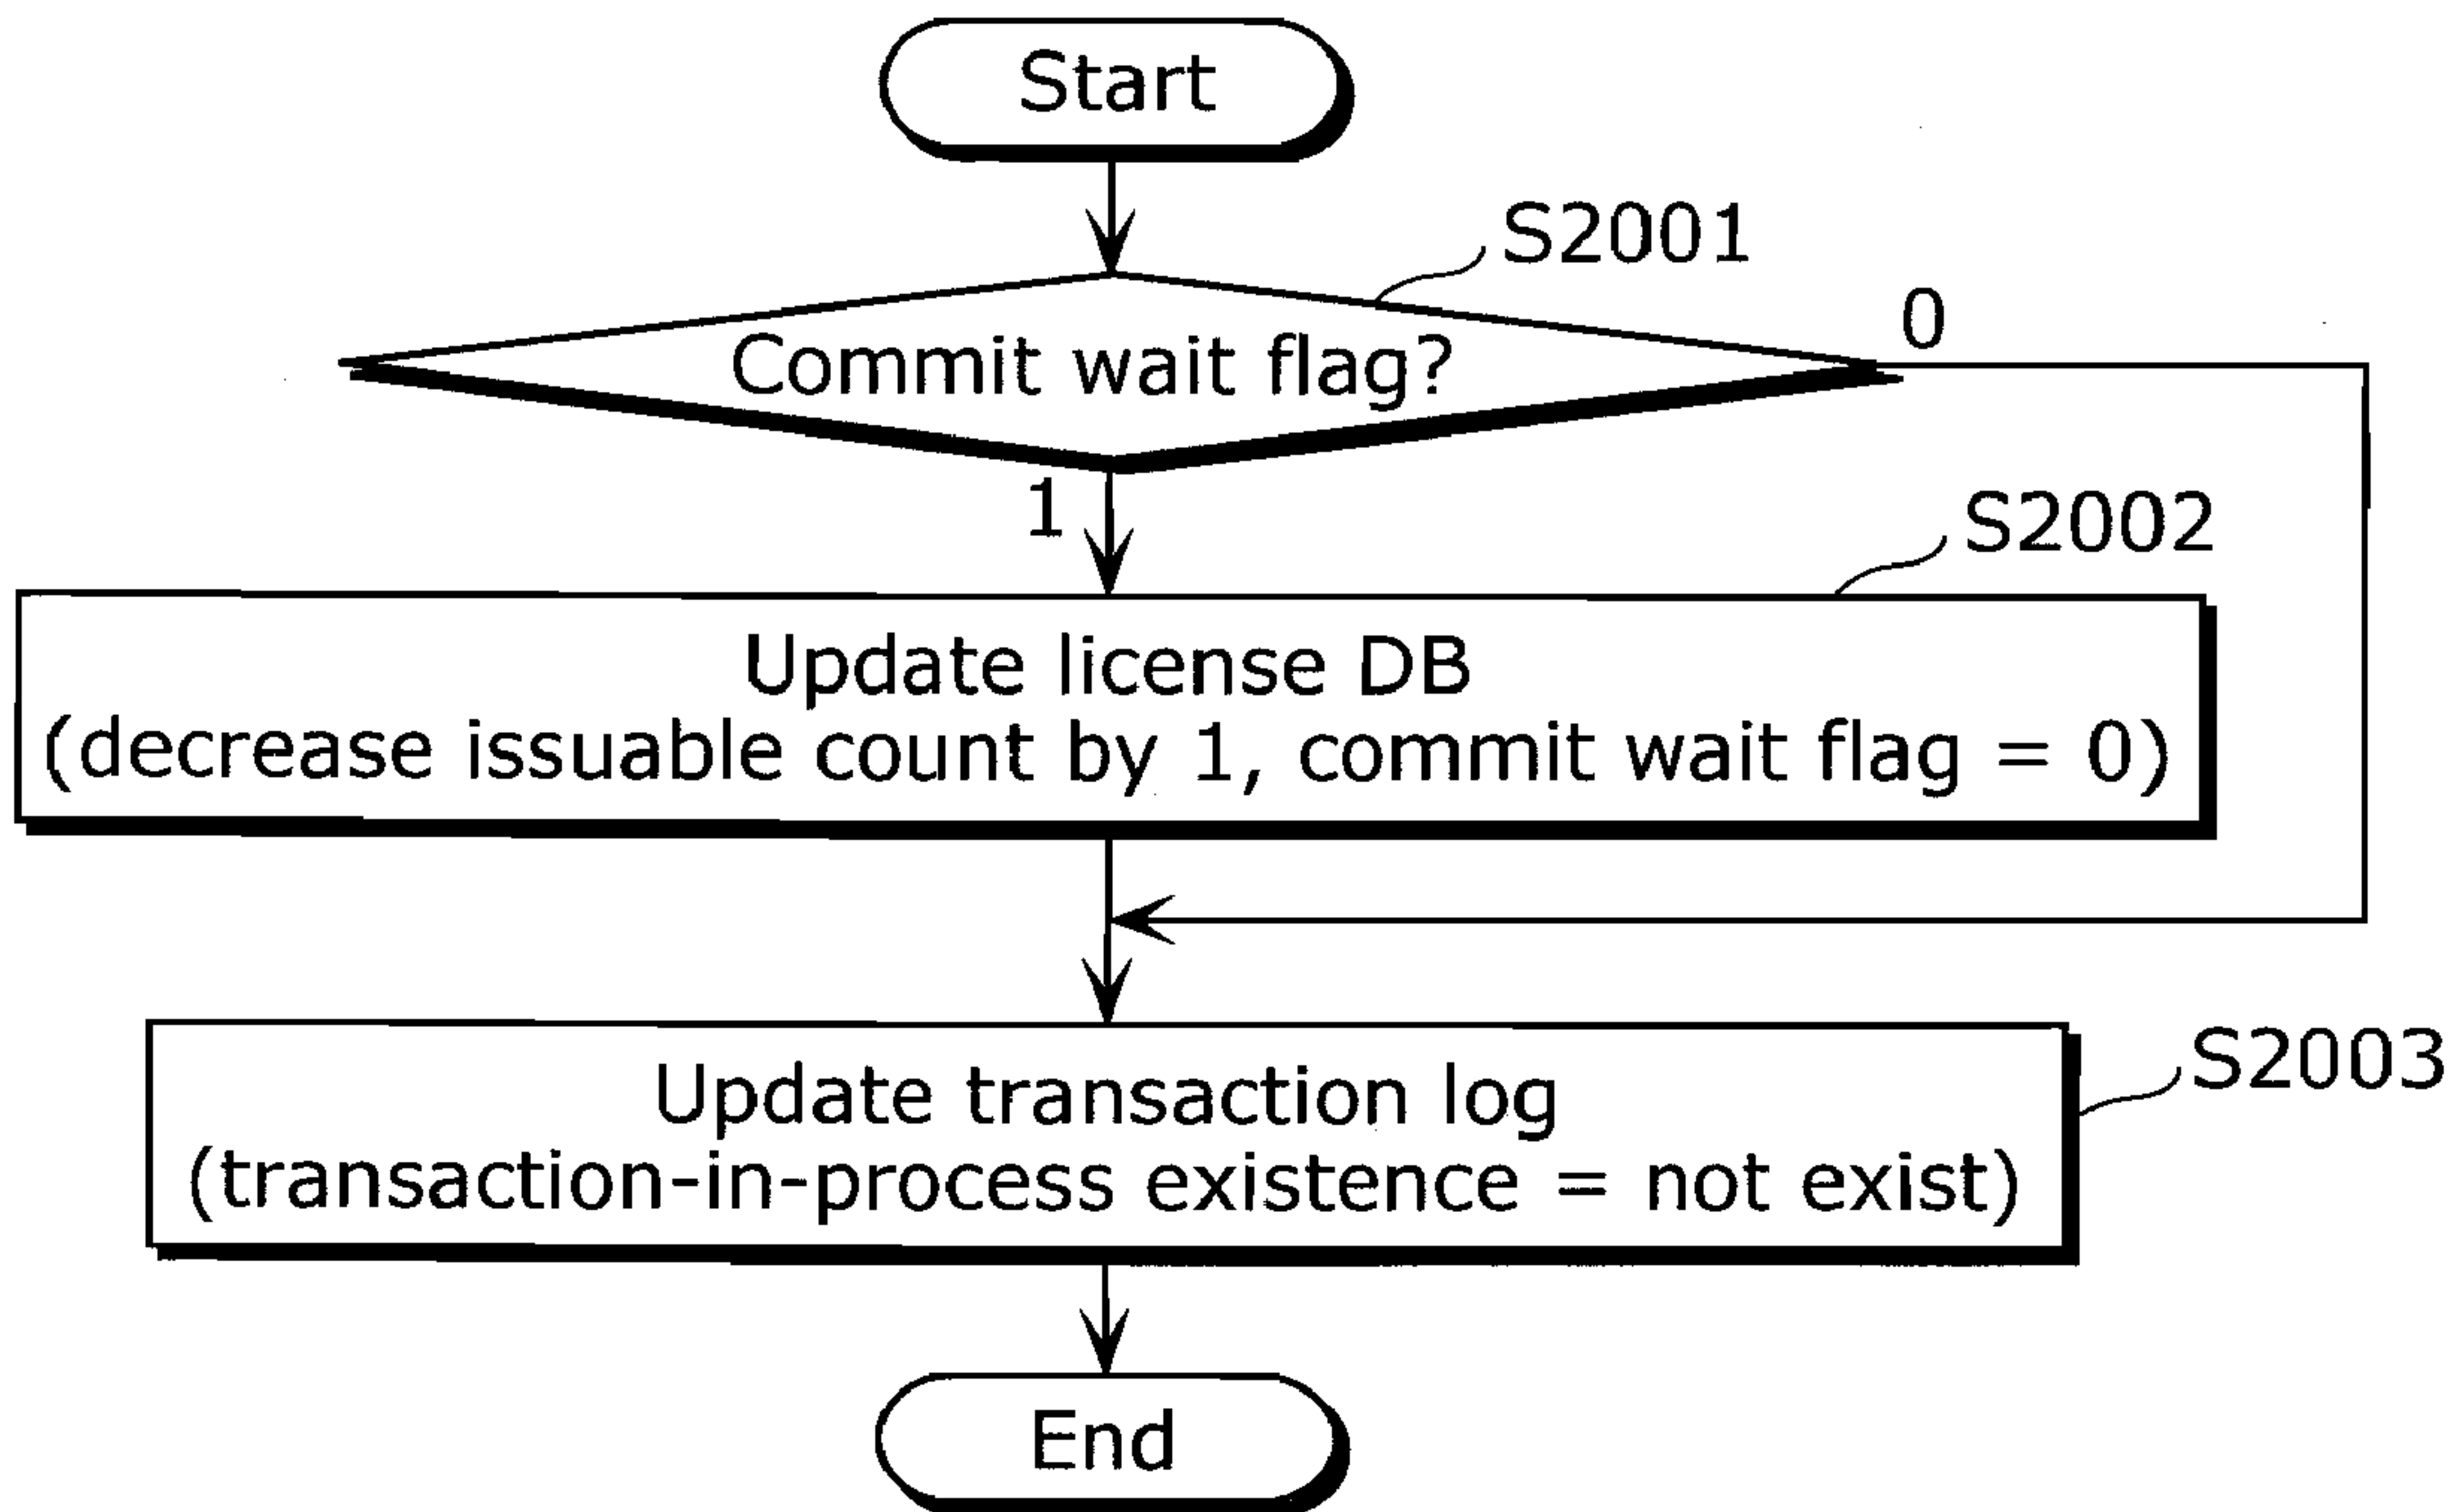 Start
S2001
0
Commit wait flag?
1
S2002
Update license DB
(decrease issuable count by 1, commit wait flag = 0)
S2003
Update transaction log
(transaction-in-process existence = not exist)
End